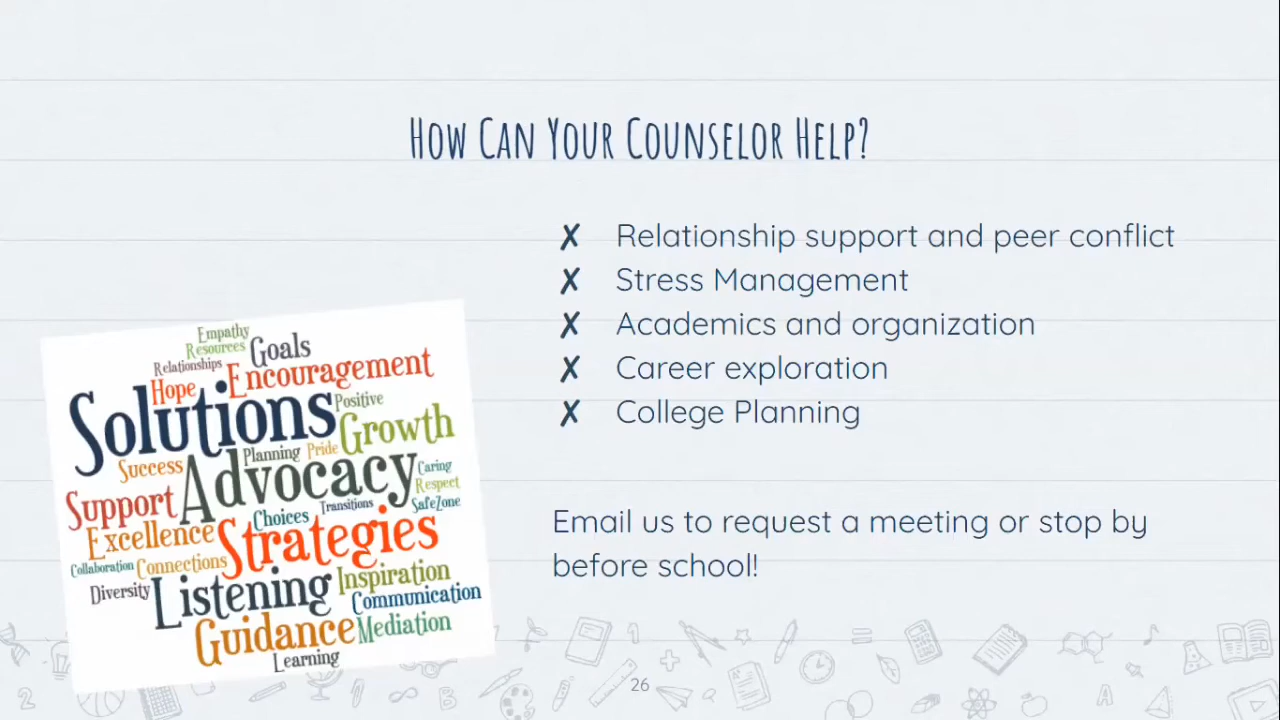 How Can Your Counselor Help?
✗ Relationship support and peer conflict
✗ Stress Management
✗ Academics and organization
✗ Career exploration
✗ College Planning
Email us to request a meeting or stop by
before school!
Empathy
Resources
Goals
Relationships
Hope
Encouragement
Solutions
Positive
Growth
Planning
Pride
Success
Advocacy
Caring
Respect
Support
Choices
Transitions
SafeZone
Excellence
Strategies
Collaboration
Connections
Diversity
Listening
Inspiration
Communication
Guidance
Mediation
Learning
26